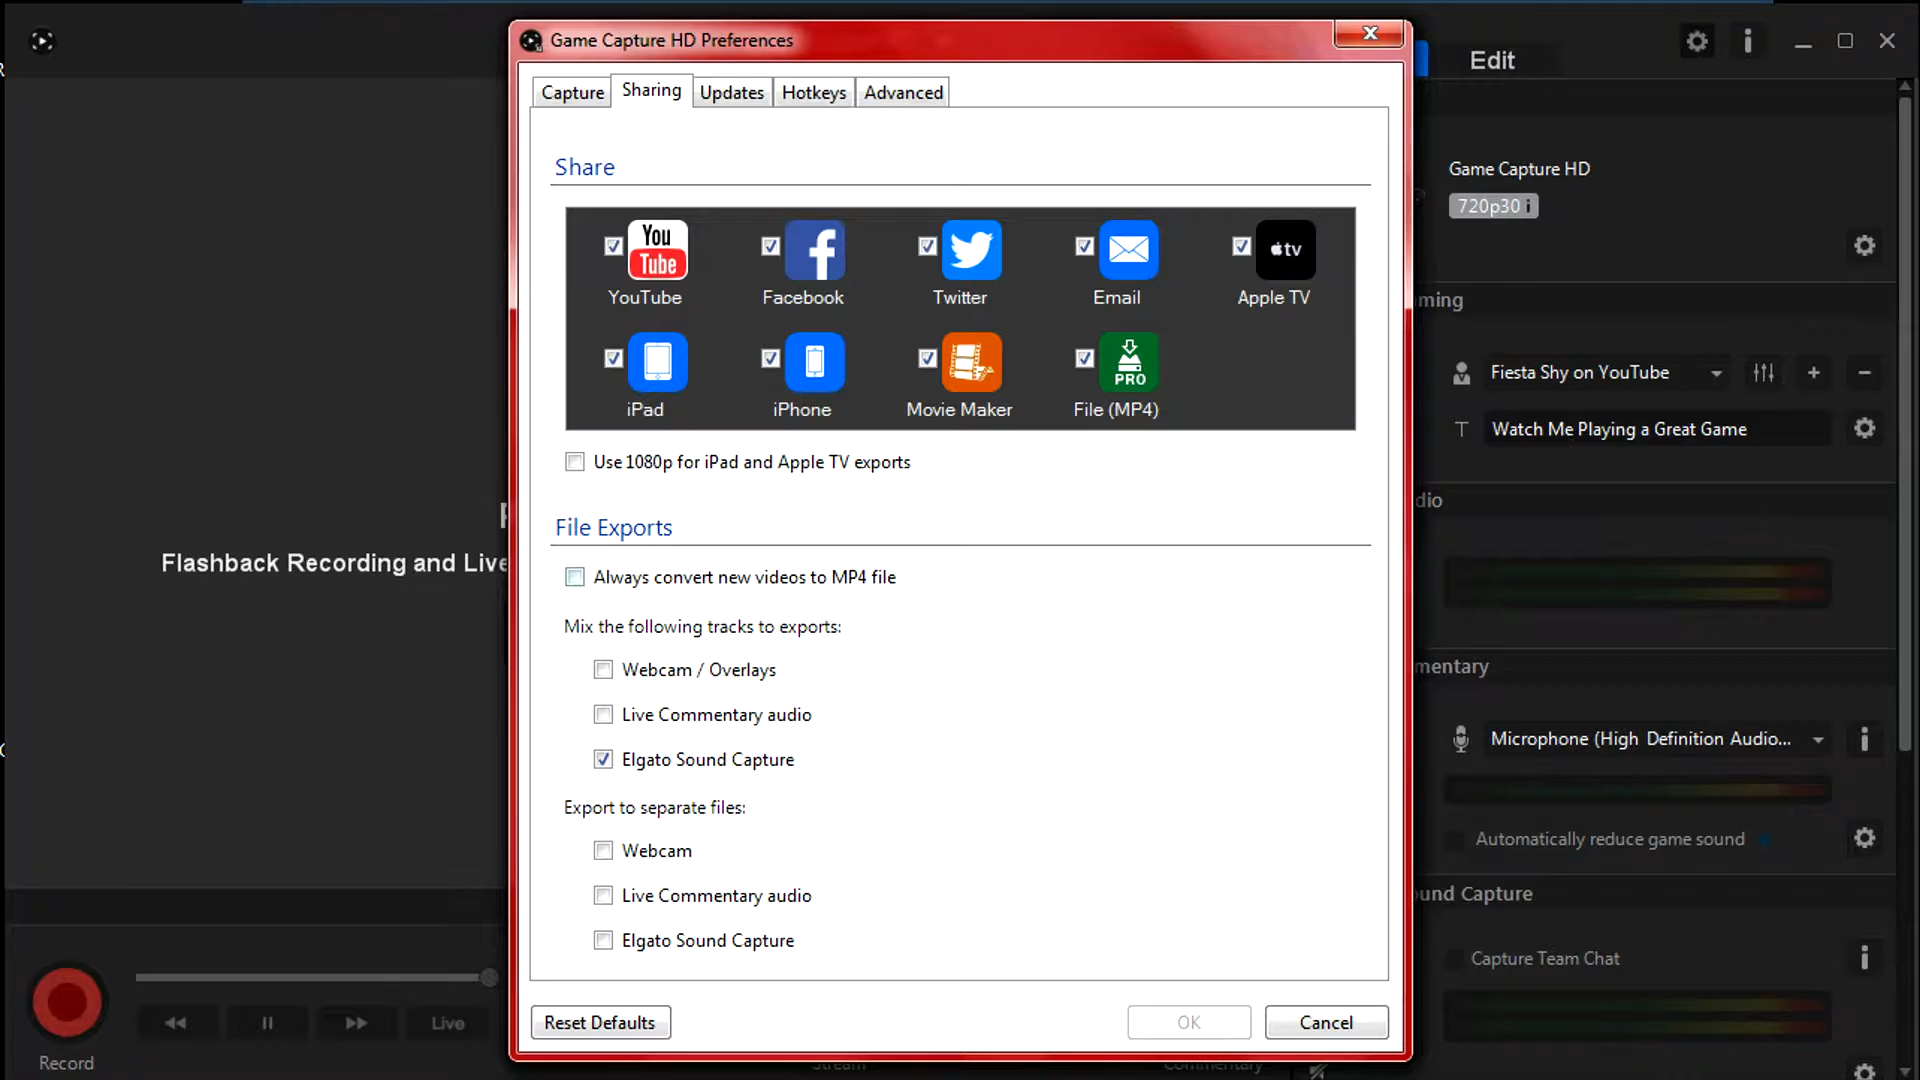 Game Capture HD Preferences
Edit
Capture
Sharing
Updates
Hotkeys
Advanced
Share
You
Tube
tv
YouTube
Facebook
Twitter
Email
Apple TV
PRO
iPad
iPhone
Movie Maker
File (MP4)
Use 1080p for iPad and Apple TV exports
File Exports
Always convert new videos to MP4 file
Mix the following tracks to exports:
Webcam / Overlays
Live Commentary audio
Elgato Sound Capture
Export to separate files:
Webcam
Live Commentary audio
Elgato Sound Capture
Reset Defaults
OK
Cancel
Flashback Recording and Live
Live
Record
Stream
Commentary
Game Capture HD
720p30
ming
Fiesta Shy on YouTube
T
Watch Me Playing a Great Game
dio
mentary
Microphone (High Definition Audio...
Automatically reduce game sound
und Capture
Capture Team Chat